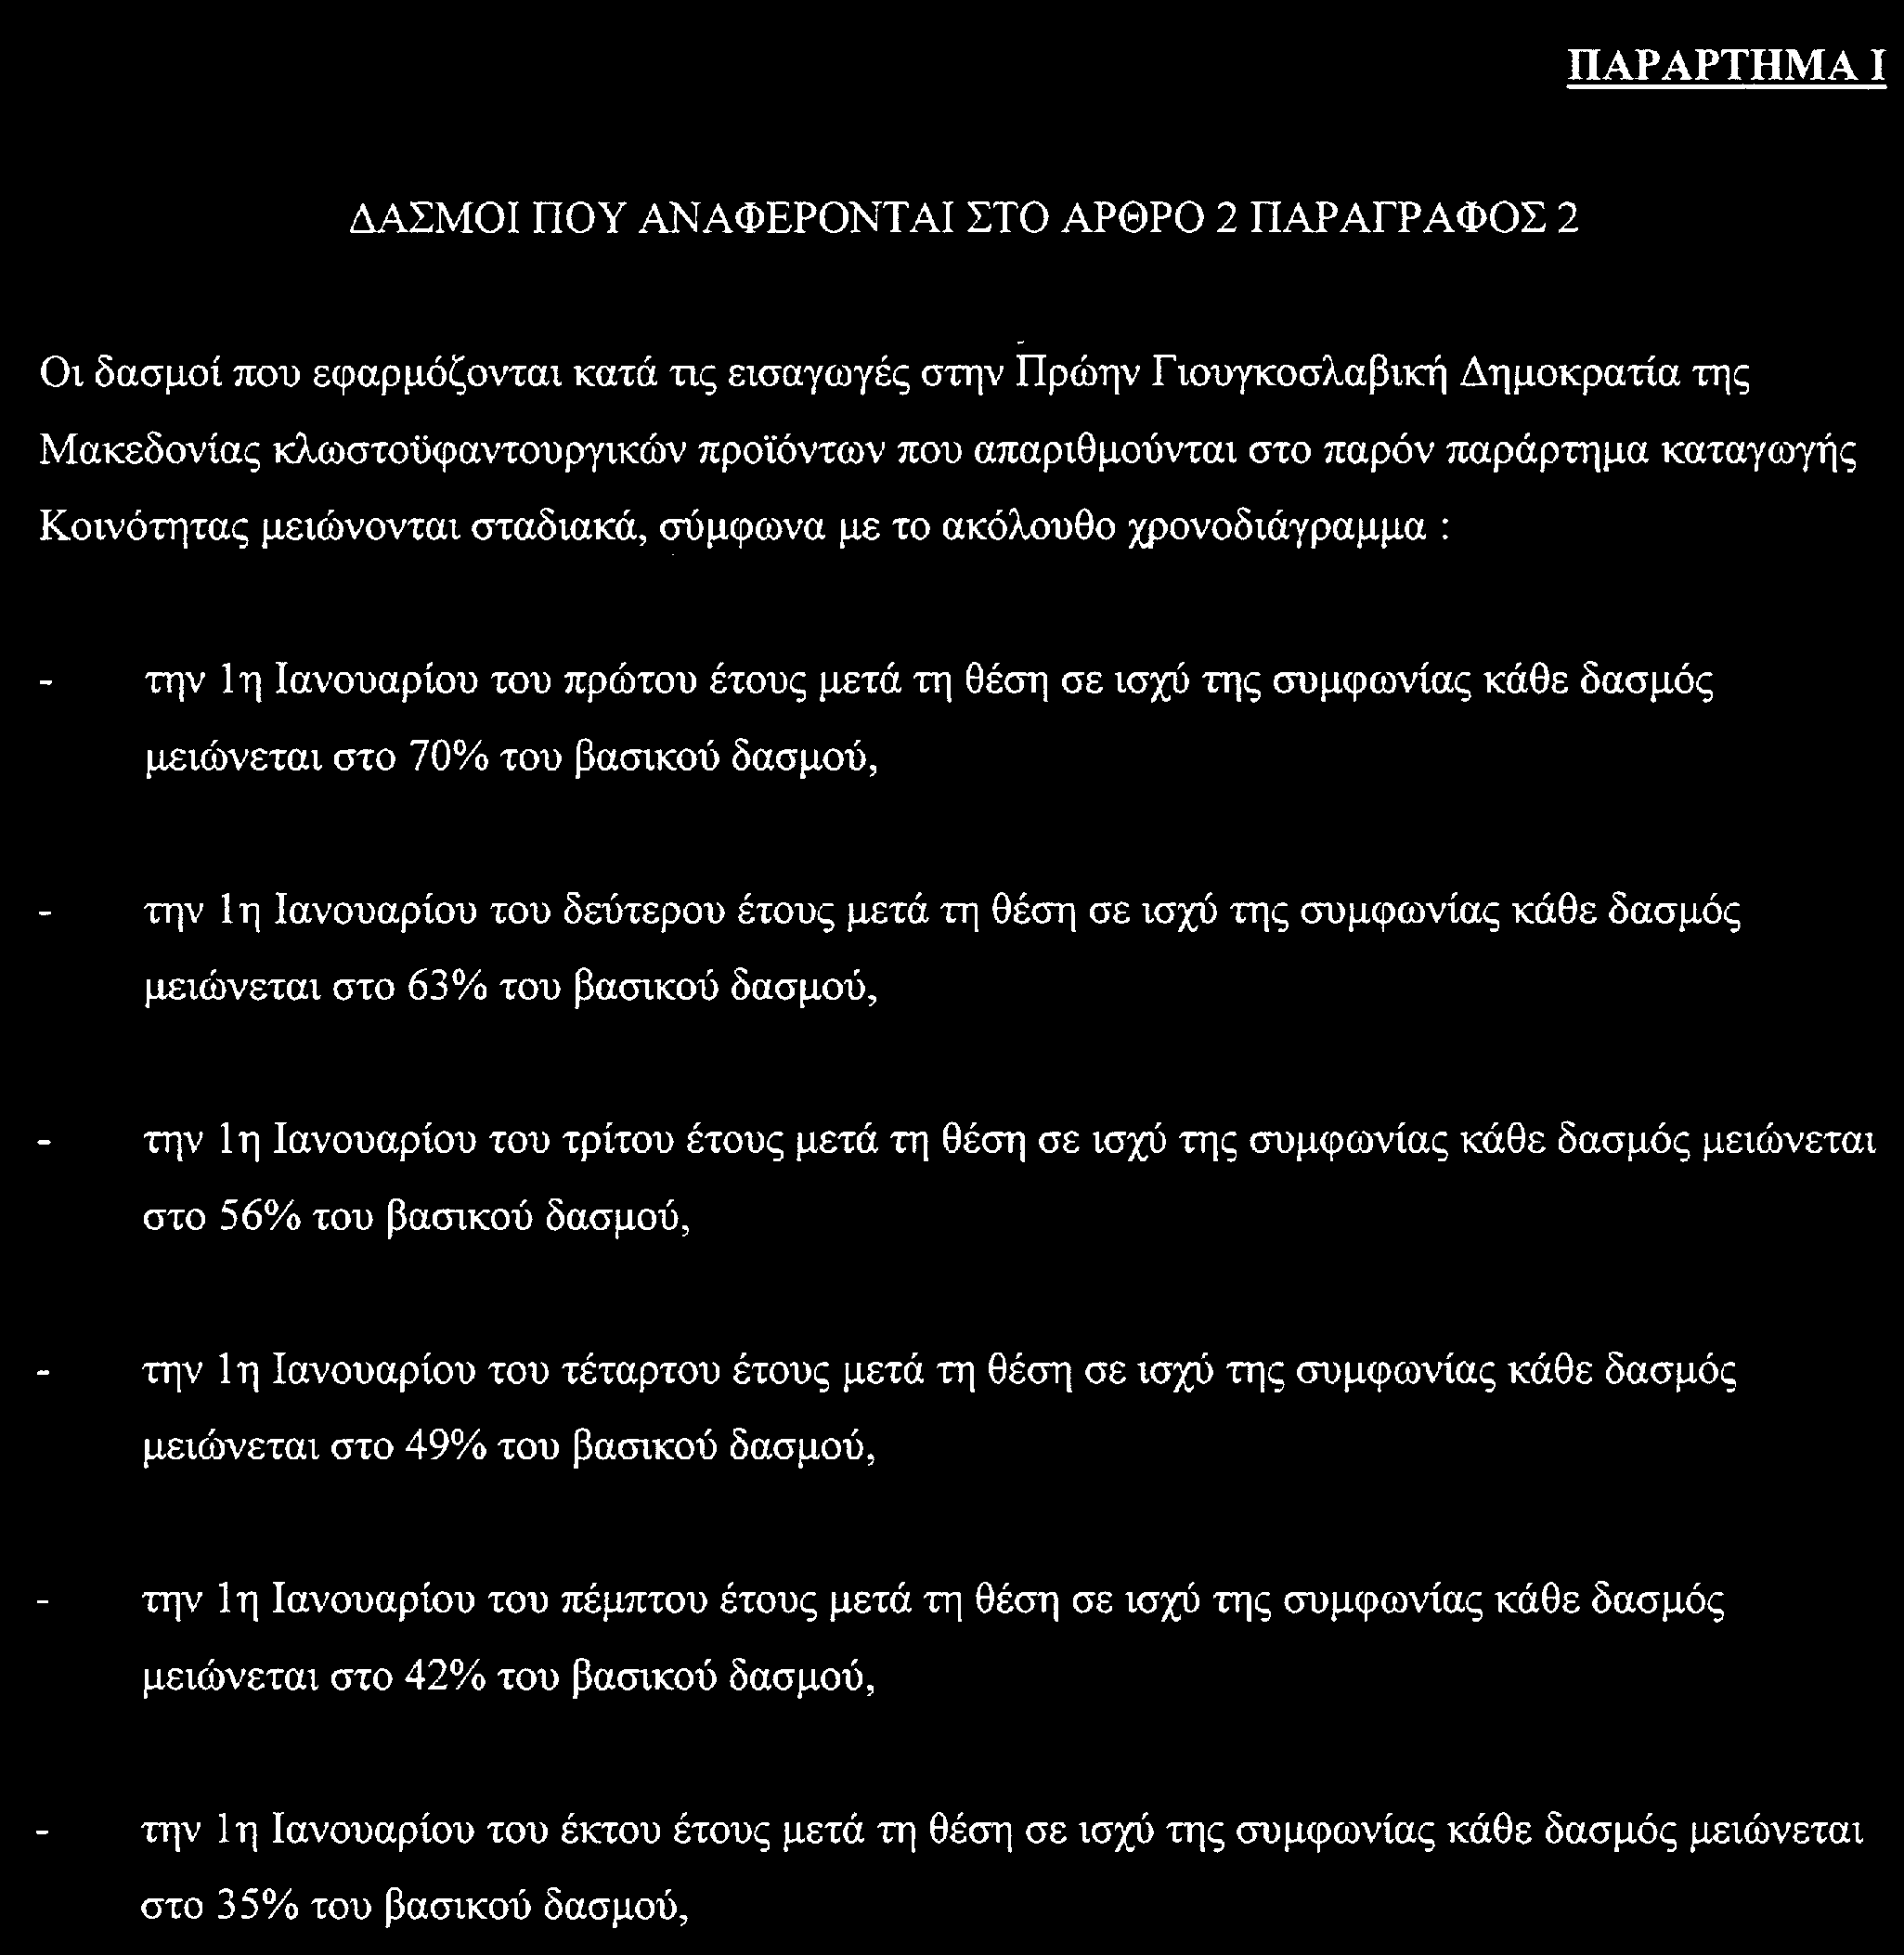 ΠΑΡΑΡΤΗΜΑ Ι
ΔΑΣΜΟΙ ΠΟΥ ΑΝΑΦΕΡΟΝΤΑΙ ΣΤΟ ΑΡΘΡΟ 2 ΠΑΡΑΓΡΑΦΟΣ 2
Οι δασμοί που εφαρμόζονται κατά τις εισαγωγές στην Πρώην Γιουγκοσλαβική Δημοκρατία της
Μακεδονίας κλωστοϋφαντουργικών προϊόντων που απαριθμούνται στο παρόν παράρτημα καταγωγής
Κοινότητας μειώνονται σταδιακά, σύμφωνα με το ακόλουθο χρονοδιάγραμμα :
- την 1η Ιανουαρίου του πρώτου έτους μετά τη θέση σε ισχύ της συμφωνίας κάθε δασμός
μειώνεται στο 70% του βασικού δασμού,
- την 1η Ιανουαρίου του δεύτερου έτους μετά τη θέση σε ισχύ της συμφωνίας κάθε δασμός
μειώνεται στο 63% του βασικού δασμού,
- την 1η Ιανουαρίου του τρίτου έτους μετά τη θέση σε ισχύ της συμφωνίας κάθε δασμός μειώνεται
στο 56% του βασικού δασμού,
- την 1η Ιανουαρίου του τέταρτου έτους μετά τη θέση σε ισχύ της συμφωνίας κάθε δασμός
μειώνεται στο 49% του βασικού δασμού,
- την 1η Ιανουαρίου του πέμπτου έτους μετά τη θέση σε ισχύ της συμφωνίας κάθε δασμός
μειώνεται στο 42% του βασικού δασμού,
- την 1η Ιανουαρίου του έκτου έτους μετά τη θέση σε ισχύ της συμφωνίας κάθε δασμός μειώνεται
στο 35% του βασικού δασμού,